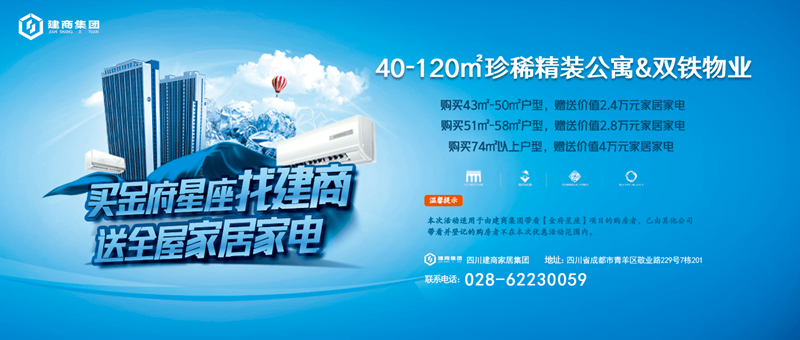 建商集团
JIAN SHANG JI TUAN
40-120㎡珍稀精装公寓&双铁物业
购买43㎡-50㎡户型，赠送价值2.4万元家居家电
购买51㎡-58㎡户型，赠送价值2.8万元家居家电
购买74㎡以上户型，赠送价值4万元家居家电
买金府星座找建商
送全屋家居家电
温馨提示
本次活动适用于由建商集团带看【金府星座】项目的购房者，已由其他公司
带看并登记的购房者不在本次优惠活动范围内。
建商集团 四川建商家居集团 地址：四川省成都市青羊区敬业路229号7栋201
联系电话：028-62230059